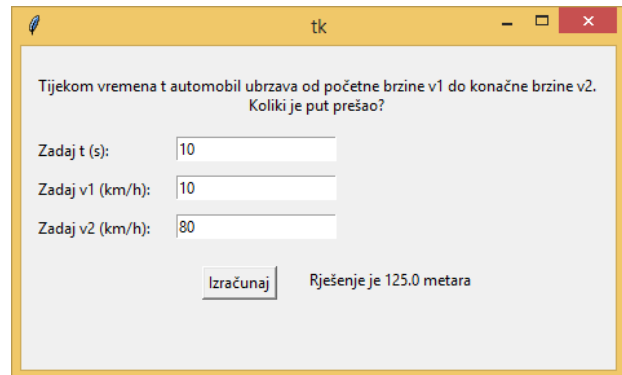 tk
Tijekom vremena t automobil ubrzava od početne brzine v1 do konačne brzine v2.
Koliki je put prešao?
Zadaj t (s): 10
Zadaj v1 (km/h): 10
Zadaj v2 (km/h): 80
Izračunaj Rješenje je 125.0 metara